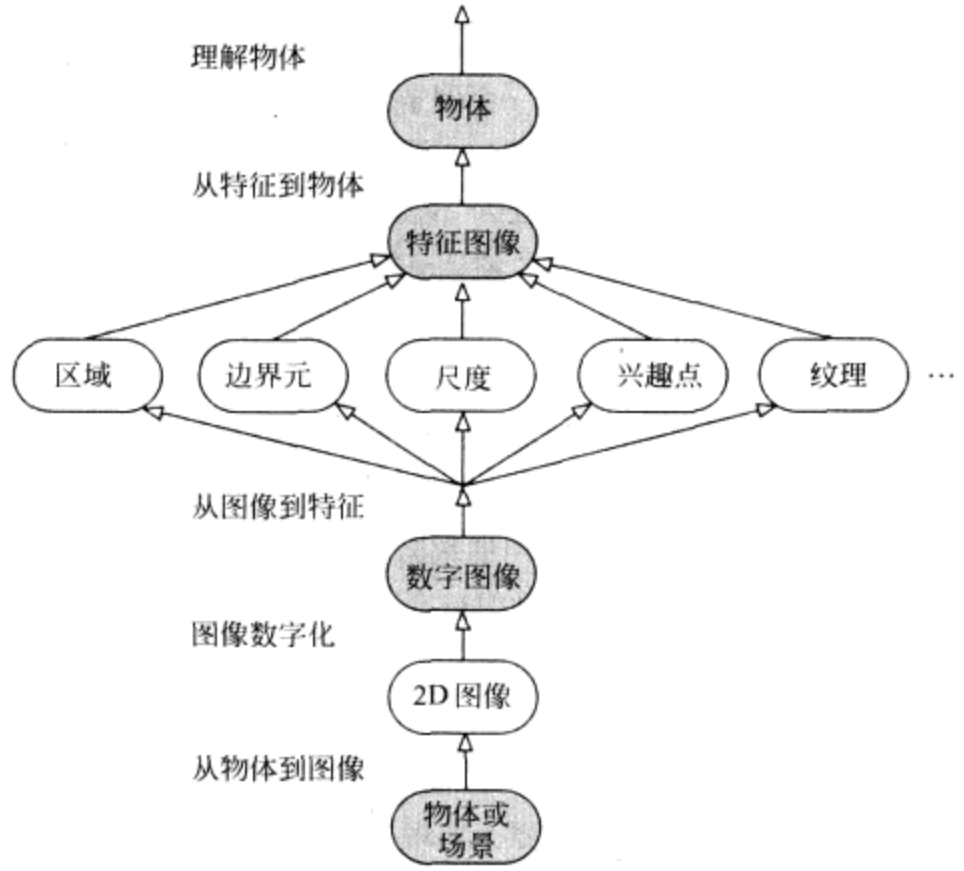 理解物体
物体
从特征到物体
特征图像
区域
边界元
尺度
兴趣点
纹理
…
从图像到特征
数字图像
图像数字化
2D 图像
从物体到图像
物体或
场景